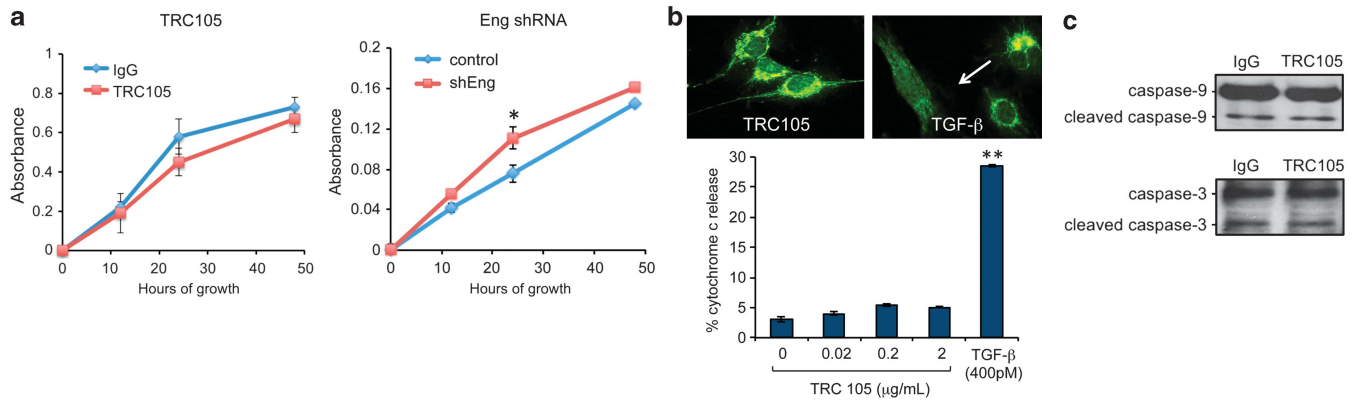 a
TRC105
IgG
TRC105
Absorbance
1
0.8
0.6
0.4
0.2
0
0 10 20 30 40 50
Hours of growth
Eng shRNA
control
shEng
*
Absorbance
0.2
0.16
0.12
0.08
0.04
0
0 10 20 30 40 50
Hours of growth
b
TRC105
TGF-β
% cytochrome c release
30
25
20
15
10
5
0
**
0 0.02 0.2 2 TGF-β
(400pM)
TRC 105 (μg/mL)
c
IgG TRC105
caspase-9
cleaved caspase-9
IgG TRC105
caspase-3
cleaved caspase-3